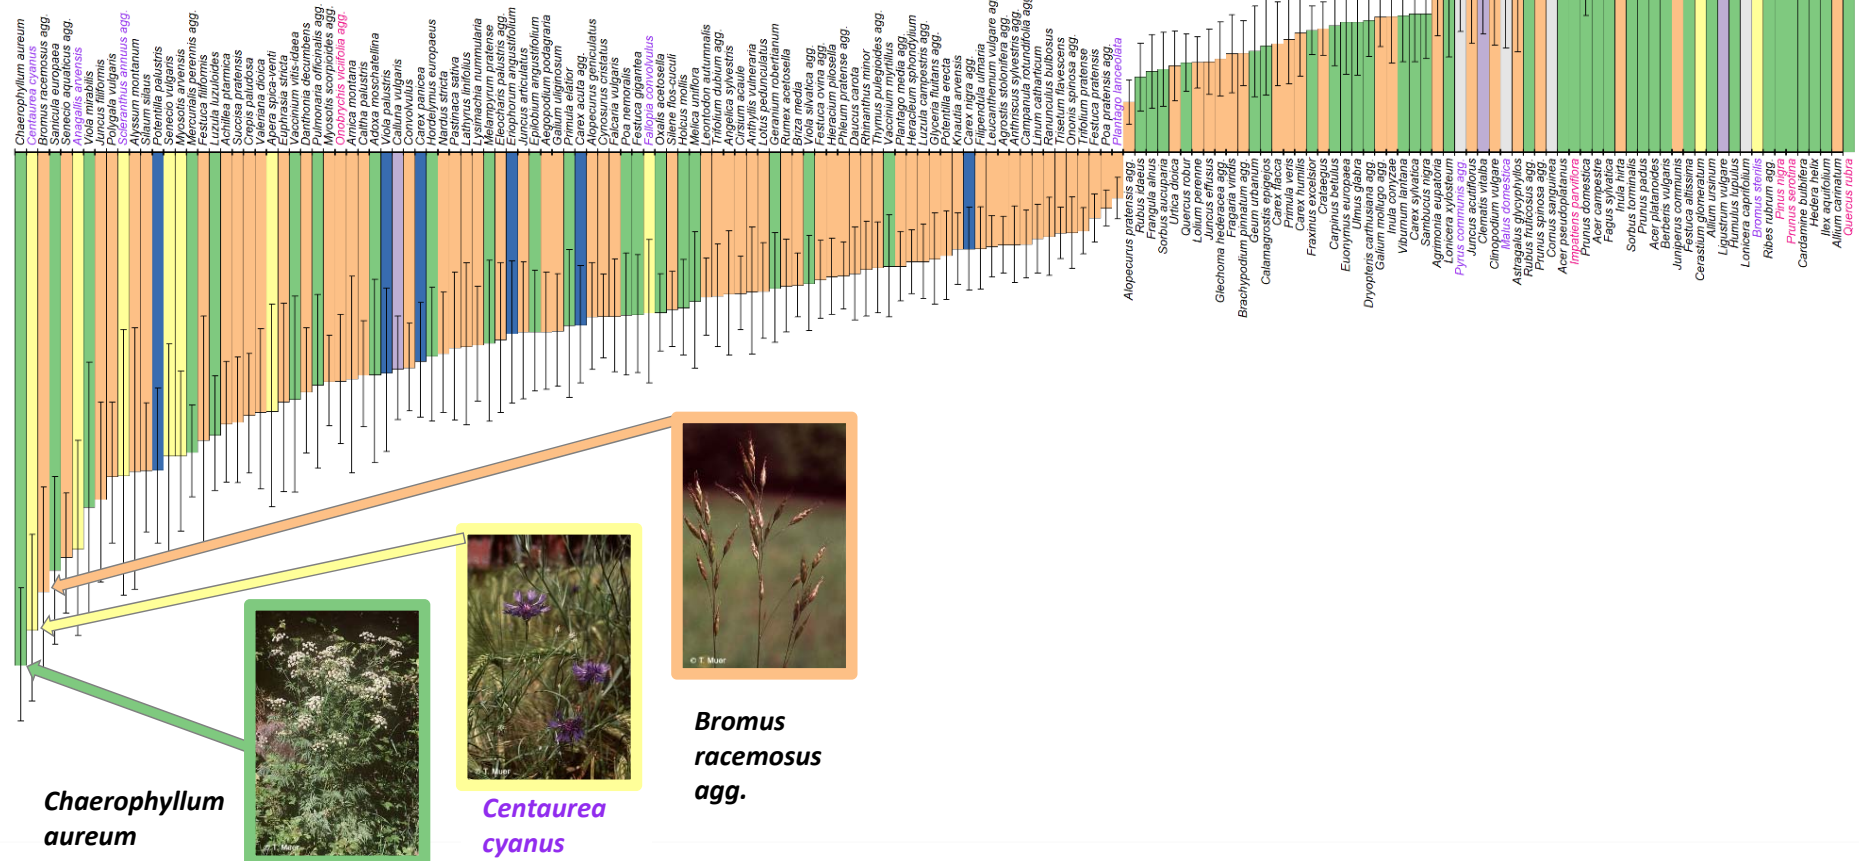 Chaerophyllum aureum
Centaurea cyanus
Bromus racemosus agg.
Sanicula europaea
Senecio aquaticus agg.
Anagallis arvensis
Viola mirabilis
Juncus filiformis
Polygala vulgaris
Scleranthus annuus agg.
Alyssum montanum
Silaum silaus
Potentilla palustris
Senecio vulgaris
Myosotis arvensis
Mercurialis perennis agg.
Festuca filiformis
Luzula luzuloides
Achillea ptarmica
Succisa pratensis
Crepis paludosa
Valeriana dioica
Apera spica-venti
Euphrasia stricta
Vaccinium vitis-idaea
Danthonia decumbens
Pulmonaria officinalis agg.
Myosotis scorpioides agg.
Onobrychis viciifolia agg.
Arnica montana
Caltha palustris
Adoxa moschatellina
Viola palustris
Calluna vulgaris
Convolvulus
Carex panicea
Hordelymus europaeus
Nardus stricta
Pastinaca sativa
Lathyrus linifolius
Lysimachia nummularia
Melampyrum pratense
Eleocharis palustris agg.
Eriophorum angustifolium
Juncus articulatus
Epilobium angustifolium
Aegopodium podagraria
Galium uliginosum
Primula elatior
Carex acuta agg.
Alopecurus geniculatus
Cynosurus cristatus
Falcaria vulgaris
Poa nemoralis
Festuca gigantea
Fallopia convolvulus
Oxalis acetosella
Silene flos-cuculi
Holcus mollis
Melica uniflora
Leontodon autumnalis
Trifolium dubium agg.
Angelica sylvestris
Cirsium acaule
Anthyllis vulneraria
Lotus pedunculatus
Geranium robertianum
Rumex acetosella
Briza media
Viola silvatica agg.
Festuca ovina agg.
Hieracium pilosella
Phleum pratense agg.
Daucus carota
Rhinanthus minor
Thymus pulegioides agg.
Vaccinium myrtillus
Plantago media agg.
Heracleum sphondylium
Luzula campestris agg.
Glyceria fluitans agg.
Potentilla erecta
Knautia arvensis
Carex nigra agg.
Filipendula ulmaria
Leucanthemum vulgare ag
Agrostis stolonifera agg.
Anthriscus sylvestris agg.
Campanula rotundifolia agg
Linum catharticum
Ranunculus bulbosus
Trisetum flavescens
Ononis spinosa agg.
Trifolium pratense
Festuca pratensis
Poa pratensis agg.
Plantago lanceolata
Alopecurus pratensis agg.
Rubus idaeus
Frangula alnus
Sorbus aucuparia
Urtica dioica
Quercus robur
Lolium perenne
Juncus effusus
Glechoma hederacea agg.
Fragaria viridis
Brachypodium pinnatum agg.
Geum urbanum
Calamagrostis epigejos
Carex flacca
Primula veris
Carex humilis
Fraxinus excelsior
Crataegus
Carpinus betulus
Euonymus europaea
Ulmus glabra
Dryopteris carthusiana agg.
Galium mollugo agg.
Inula conyzae
Viburnum lantana
Carex sylvatica
Sambucus nigra
Agrimonia eupatoria
Lonicera xylosteum
Pyrus communis agg.
Juncus acutiflorus
Clematis vitalba
Clinopodium vulgare
Malus domestica
Astragalus glycyphyllos
Rubus fruticosus agg.
Prunus spinosa agg.
Cornus sanguinea
Acer pseudoplatanus
Impatiens parviflora
Prunus domestica
Acer campestre
Fagus sylvatica
Inula hirta
Sorbus torminalis
Prunus padus
Acer platanoides
Berberis vulgaris
Juniperus communis
Festuca altissima
Cerastium glomeratum
Allium ursinum
Ligustrum vulgare
Humulus lupulus
Lonicera caprifolium
Bromus sterilis
Ribes rubrum agg.
Pinus nigra
Prunus serotina
Cardamine bulbifera
Hedera helix
Ilex aquifolium
Allium carinatum
Quercus rubra
© T. Muer
Bromus
racemosus
agg.
© T. Muer
Centaurea
cyanus
© T. Muer
Chaerophyllum
aureum